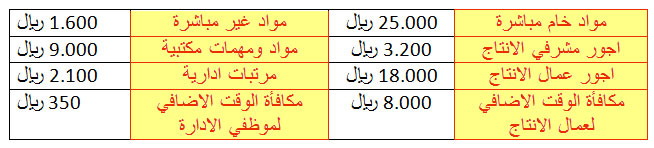 مواد خام مباشرة 25.000 ريال مواد غير مباشرة 1.600 ريال
اجور مشرفي الانتاج 3.200 ريال مواد ومهمات مكتبية 9.000 ريال
اجور عمال الانتاج 18.000 ريال مرتبات ادارية 2.100 ريال
مكافأة الوقت الاضافي 8.000 ريال مكافأة الوقت الاضافي 350 ريال
لعمال الانتاج لموظفي الادارة